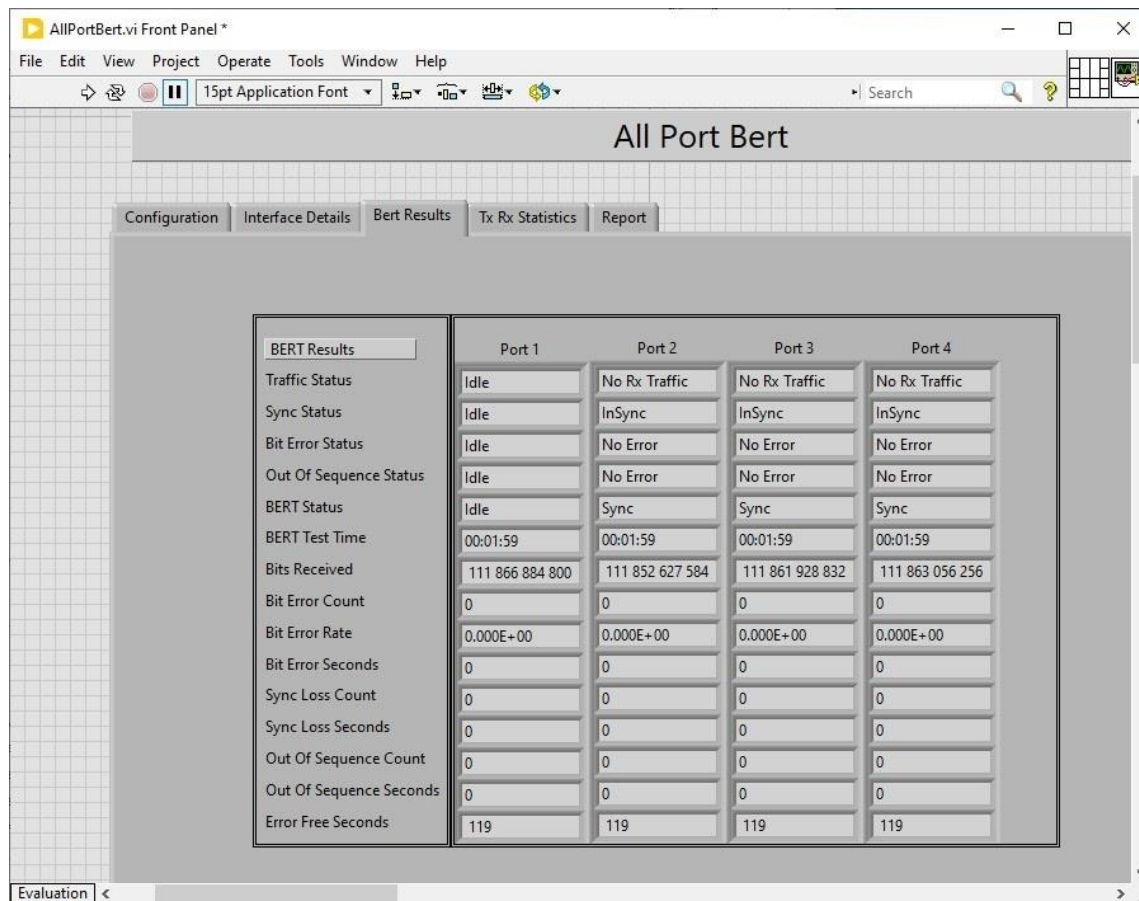 AllPortBert.vi Front Panel *
File Edit View Project Operate Tools Window Help
15pt Application Font Search
All Port Bert
Configuration Interface Details Bert Results Tx Rx Statistics Report
BERT Results Port 1 Port 2 Port 3 Port 4
Traffic Status Idle No Rx Traffic No Rx Traffic No Rx Traffic
Sync Status Idle InSync InSync InSync
Bit Error Status Idle No Error No Error No Error
Out Of Sequence Status Idle No Error No Error No Error
BERT Status Idle Sync Sync Sync
BERT Test Time 00:01:59 00:01:59 00:01:59 00:01:59
Bits Received 111 866 884 800 111 852 627 584 111 861 928 832 111 863 056 256
Bit Error Count 0 0 0 0
Bit Error Rate 0.000E+00 0.000E+00 0.000E+00 0.000E+00
Bit Error Seconds 0 0 0 0
Sync Loss Count 0 0 0 0
Sync Loss Seconds 0 0 0 0
Out Of Sequence Count 0 0 0 0
Out Of Sequence Seconds 0 0 0 0
Error Free Seconds 119 119 119 119
Evaluation